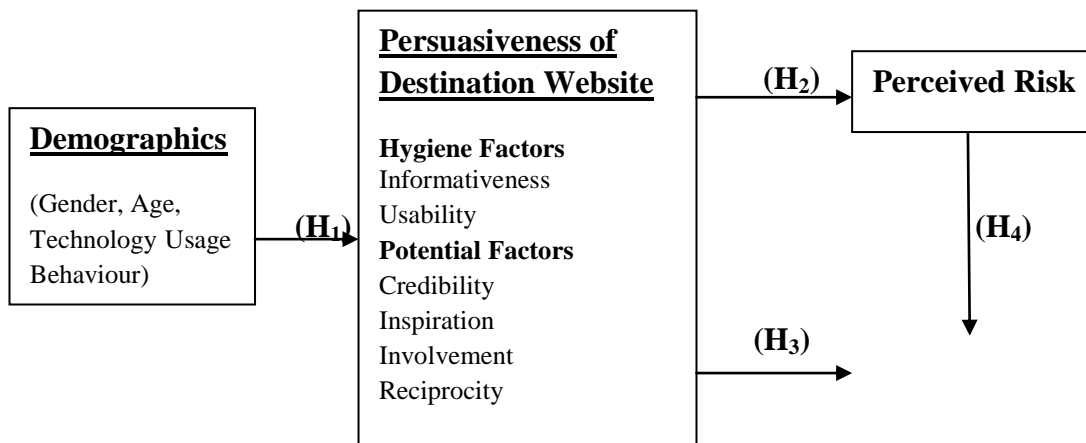 Demographics
(Gender, Age,
Technology Usage
Behaviour)
(H₁)
Persuasiveness of
Destination Website
Hygiene Factors
Informativeness
Usability
Potential Factors
Credibility
Inspiration
Involvement
Reciprocity
(H₂)
Perceived Risk
(H₄)
(H₃)